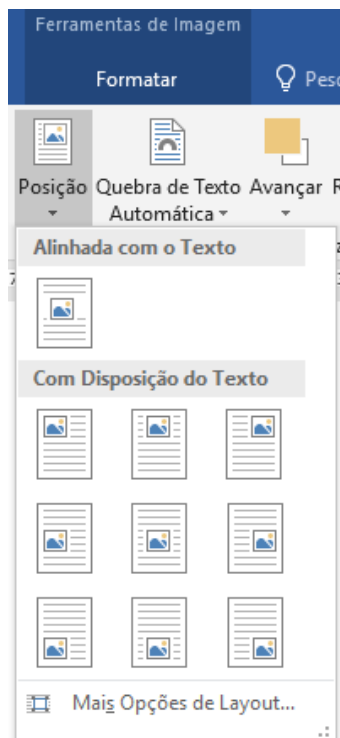 Ferramentas de Imagem
Formatar
Posição Quebra de Texto Avançar
Automática
Alinhada com o Texto
Com Disposição do Texto
Mais Opções de Layout...